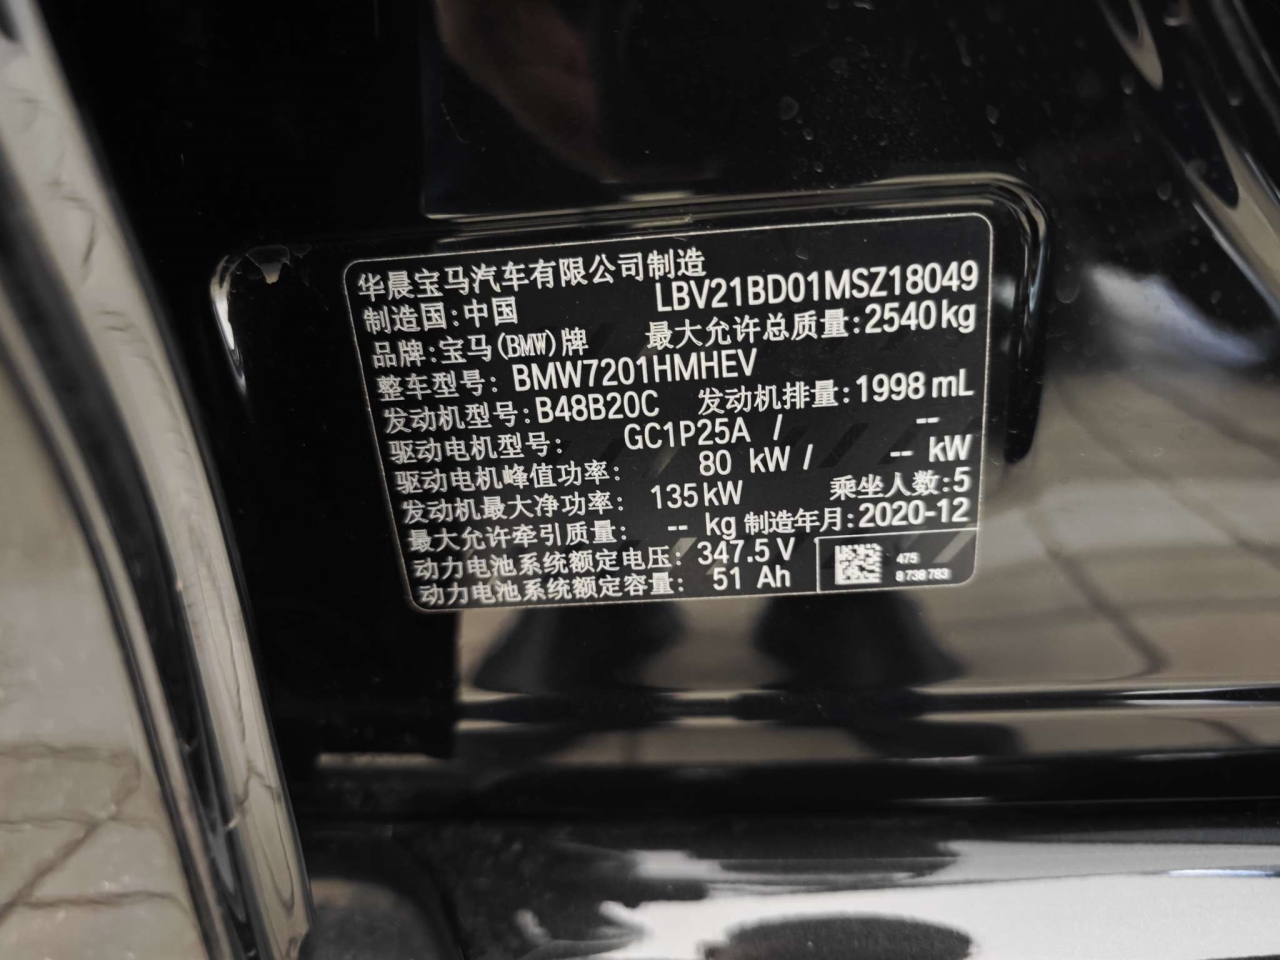 华晨宝马汽车有限公司制造
制造国:中国 LBV21BD01MSZ18049
品牌:宝马(BMW)牌 最大允许总质量:2540kg
整车型号: BMW7201HMHEV
发动机型号:B48B20C 发动机排量:1998 mL
驱动电机型号: GC1P25A / --
驱动电机峰值功率: 80 kW / -- kW
发动机最大净功率: 135kW 乘坐人数:5
最大允许牵引质量: -- kg 制造年月:2020-12
动力电池系统额定电压: 347.5 V
动力电池系统额定容量: 51 Ah
475
8 738 783